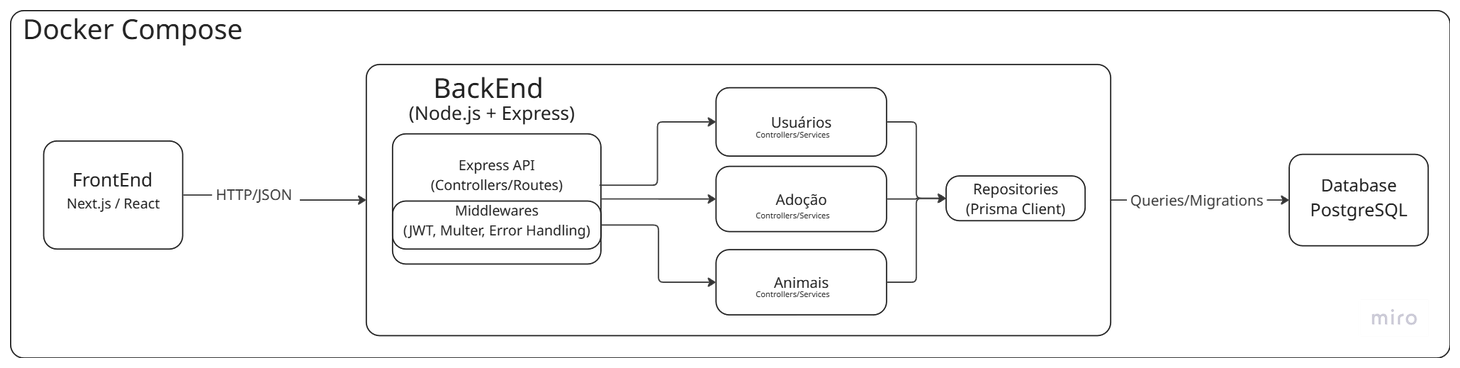 Docker Compose
BackEnd
(Node.js + Express)
FrontEnd
Next.js / React
HTTP/JSON
Express API
(Controllers/Routes)
Middlewares
(JWT, Multer, Error Handling)
Usuários
Controllers/Services
Adoção
Controllers/Services
Animais
Controllers/Services
Repositories
(Prisma Client)
Queries/Migrations
Database
PostgreSQL
miro